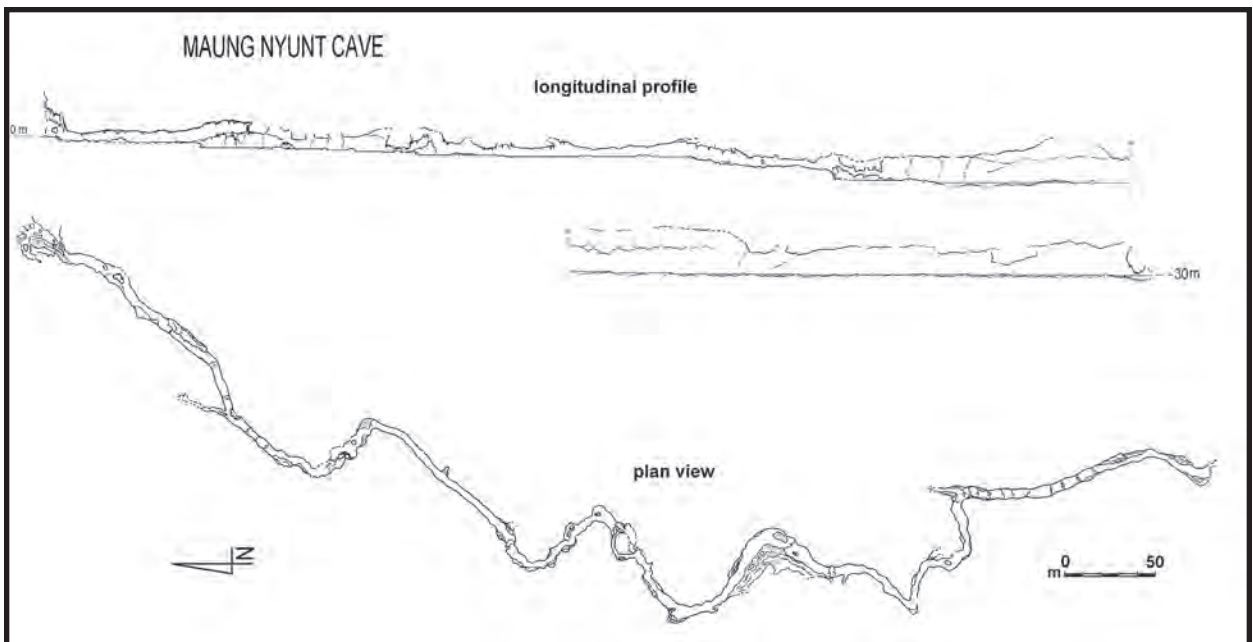 MAUNG NYUNT CAVE
longitudinal profile
0 m
-30m
plan view
N
0 50
m